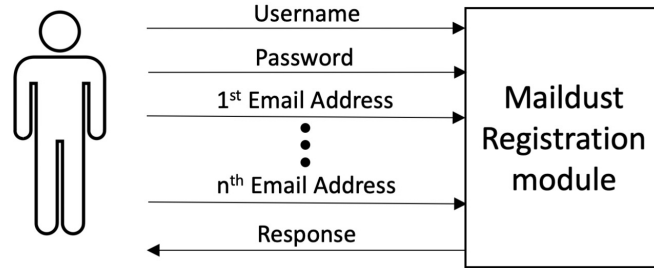 Username
Password
1st Email Address
nth Email Address
Response
Maildust
Registration
module